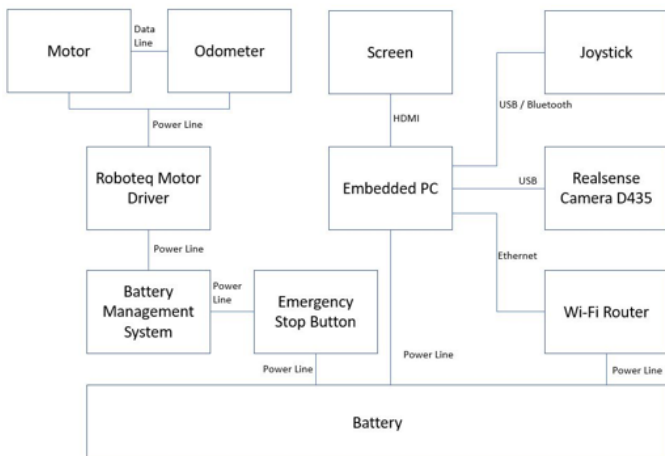 Motor
Data
Line
Odometer
Screen
Joystick
Power Line
HDMI
USB / Bluetooth
Roboteq Motor
Driver
Embedded PC
USB
Realsense
Camera D435
Power Line
Ethernet
Battery
Management
System
Power
Line
Emergency
Stop Button
Wi-Fi Router
Power Line
Power Line
Power Line
Battery